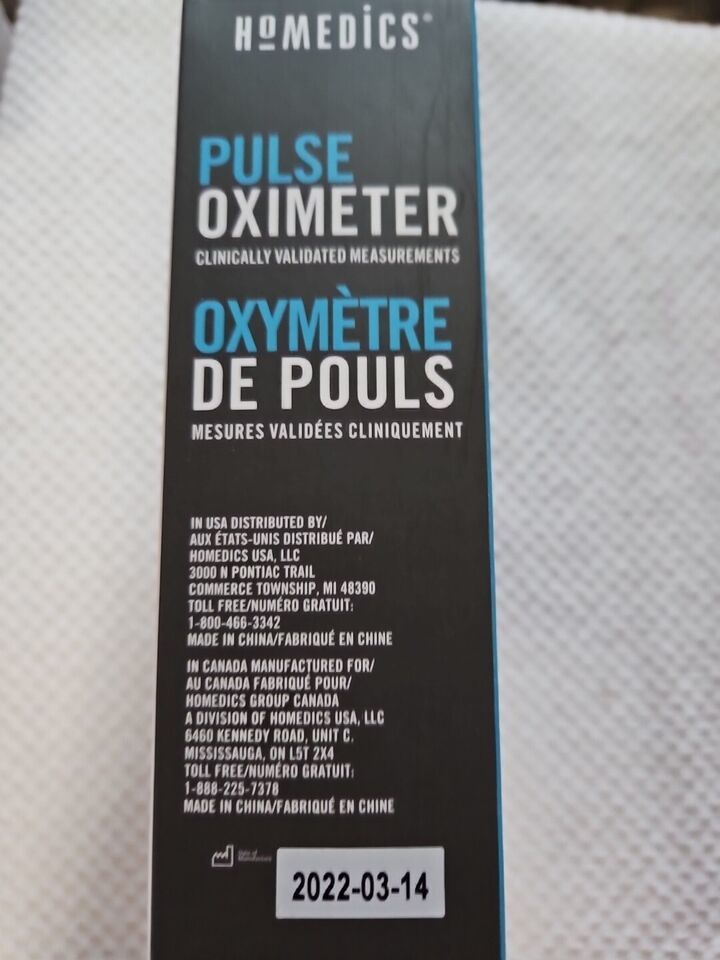 HOMEDICS®
PULSE
OXIMETER
CLINICALLY VALIDATED MEASUREMENTS
OXYMÈTRE
DE POULS
MESURES VALIDÉES CLINIQUEMENT
IN USA DISTRIBUTED BY/
AUX ÉTATS-UNIS DISTRIBUÉ PAR/
HOMEDICS USA, LLC
3000 N PONTIAC TRAIL
COMMERCE TOWNSHIP, MI 48390
TOLL FREE/NUMÉRO GRATUIT:
1-800-466-3342
MADE IN CHINA/FABRIQUÉ EN CHINE
IN CANADA MANUFACTURED FOR/
AU CANADA FABRIQUÉ POUR/
HOMEDICS GROUP CANADA
A DIVISION OF HOMEDICS USA, LLC
6460 KENNEDY ROAD, UNIT C.
MISSISSAUGA, ON L5T 2X4
TOLL FREE/NUMÉRO GRATUIT:
1-888-225-7378
MADE IN CHINA/FABRIQUÉ EN CHINE
Date of
Manufacture
2022-03-14